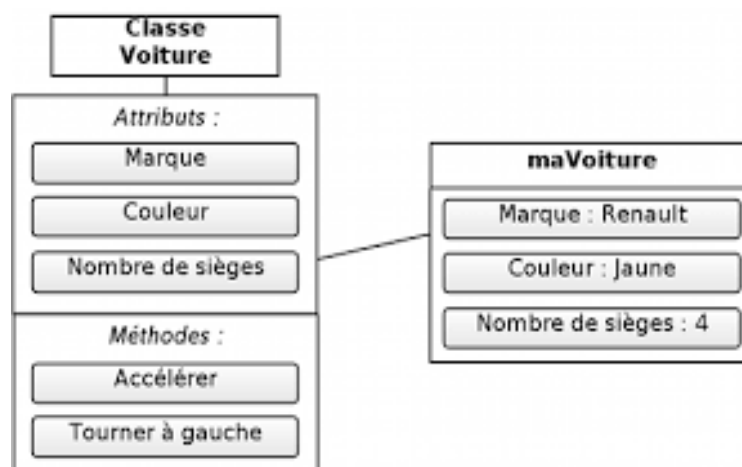 Classe
Voiture
Attributs :
Marque
Couleur
Nombre de sièges
Méthodes :
Accélérer
Tourner à gauche
maVoiture
Marque : Renault
Couleur : Jaune
Nombre de sièges : 4